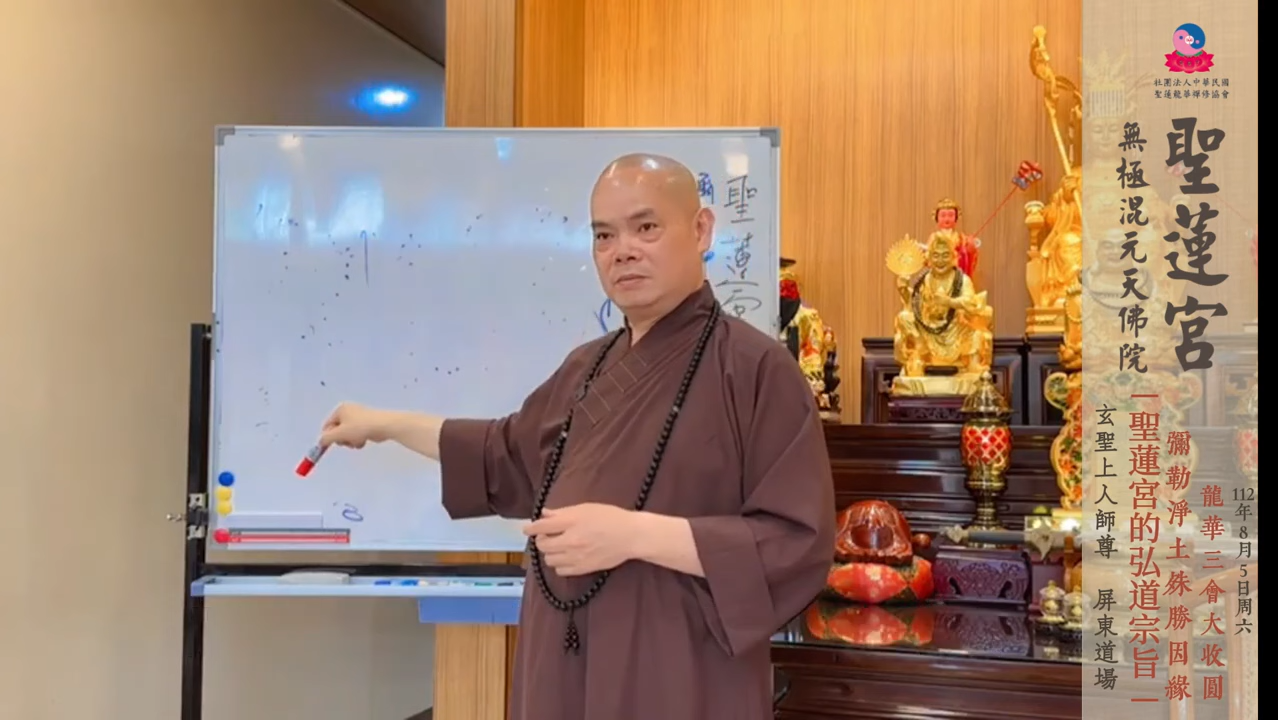 社團法人中華民國
聖蓮龍華禪修協會
聖蓮宮
無極混元天佛院
112年8月5日周六
龍華三會大收圓
彌勒淨土殊勝因緣
聖蓮宮的弘道宗旨
玄聖上人師尊 屏東道場
聖蓮宮